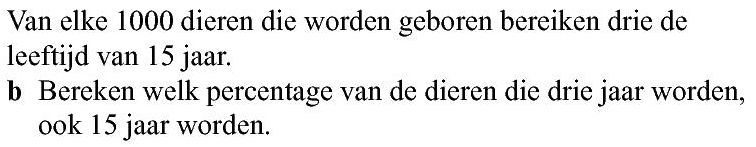 Van elke 1000 dieren die worden geboren bereiken drie de
leeftijd van 15 jaar.
b Bereken welk percentage van de dieren die drie jaar worden,
ook 15 jaar worden.